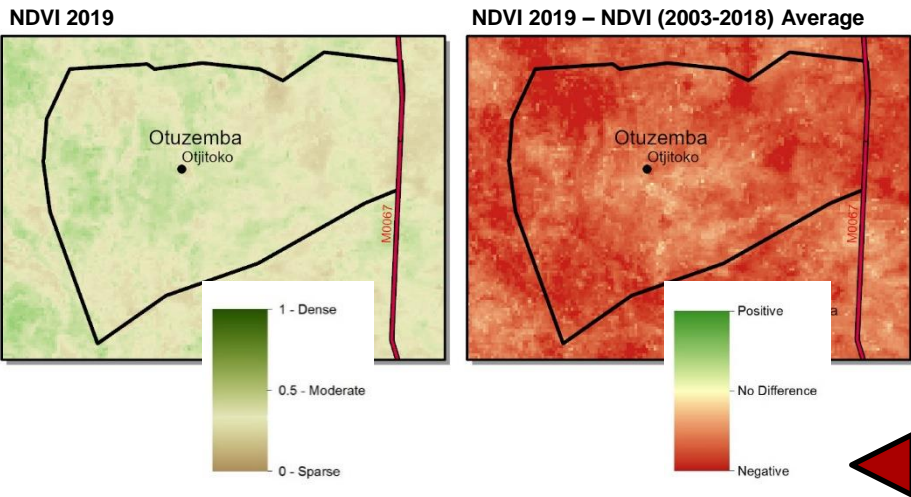 NDVI 2019
NDVI 2019 – NDVI (2003-2018) Average
Otuzemba
Otjitoko
M0067
1 - Dense
0.5 - Moderate
0 - Sparse
Otuzemba
Otjitoko
M0067
a
Positive
No Difference
Negative